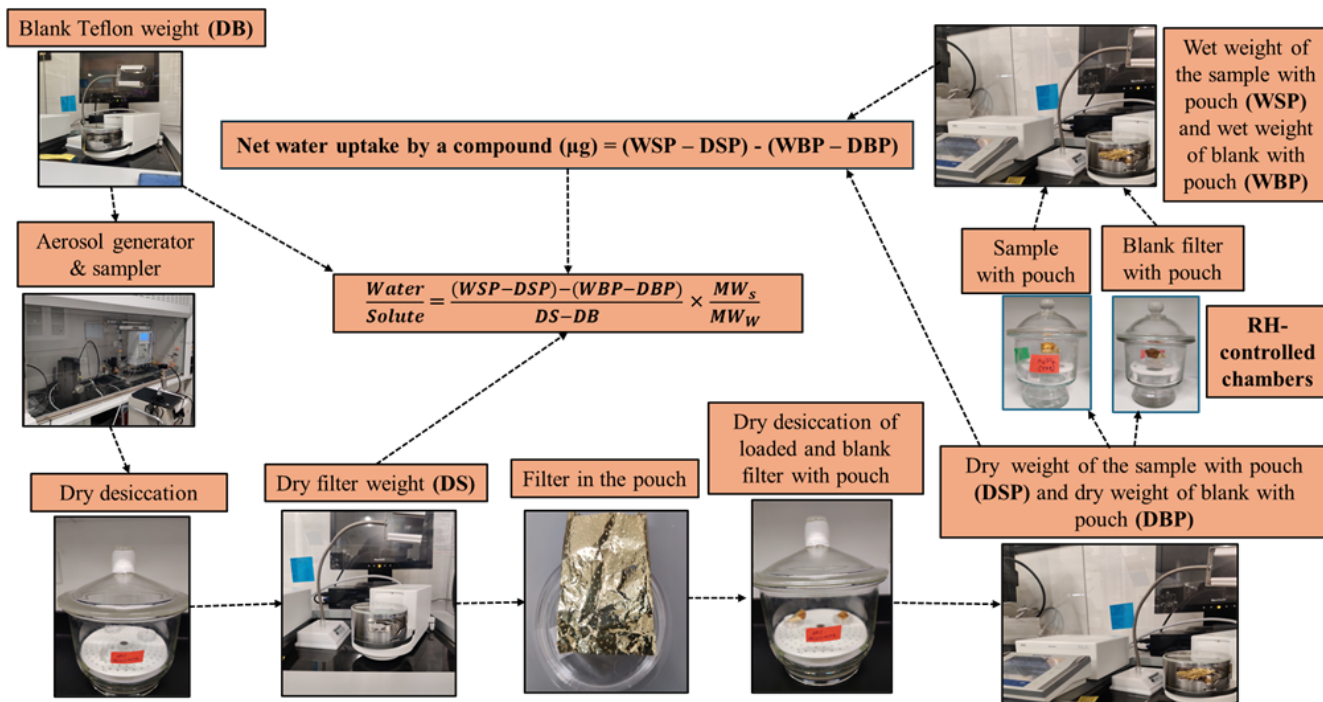 Blank Teflon weight (DB)
Aerosol generator
& sampler
Dry desiccation
Dry filter weight (DS)
Filter in the pouch
Dry desiccation of
loaded and blank
filter with pouch
Dry weight of the sample with pouch
(DSP) and dry weight of blank with
pouch (DBP)
Sample
with pouch
Blank filter
with pouch
RH-
controlled
chambers
Wet weight of
the sample with
pouch (WSP)
and wet weight
of blank with
pouch (WBP)
Net water uptake by a compound (µg) = (WSP – DSP) - (WBP – DBP)
Water/Solute = (WSP–DSP)–(WBP–DBP)/DS–DB × MW_s/MW_W